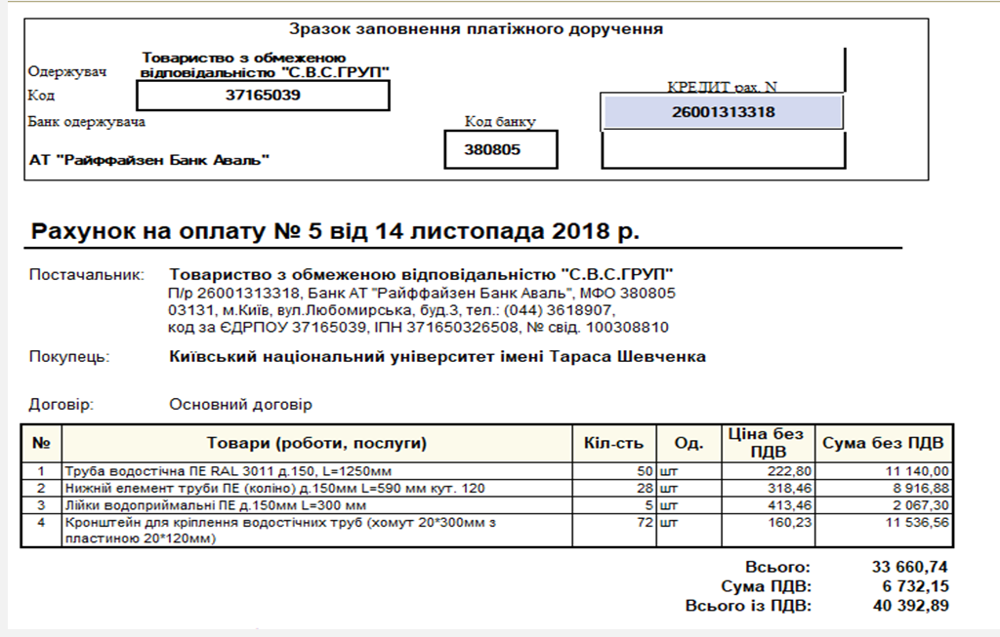 Зразок заповнення платіжного доручення
Одержувач Товариство з обмеженою
відповідальністю "С.В.С.ГРУП"
Код 37165039
КРЕДИТ рах. N
26001313318
Банк одержувача
Код банку
АТ "Райффайзен Банк Аваль"
380805
Рахунок на оплату № 5 від 14 листопада 2018 р.
Постачальник: Товариство з обмеженою відповідальністю "С.В.С.ГРУП"
П/р 26001313318, Банк АТ "Райффайзен Банк Аваль", МФО 380805
03131, м.Київ, вул.Любомирська, буд.3, тел.: (044) 3618907,
код за ЄДРПОУ 37165039, ІПН 371650326508, № свід. 100308810
Покупець: Київський національний університет імені Тараса Шевченка
Договір: Основний договір
№ Товари (роботи, послуги) Кіл-сть Од. Ціна без ПДВ Сума без ПДВ
1 Труба водостічна ПЕ RAL 3011 д.150, L=1250мм 50 шт 222,80 11 140,00
2 Нижній елемент труби ПЕ (коліно) д.150мм L=590 мм кут. 120 28 шт 318,46 8 916,88
3 Лійки водоприймальні ПЕ д.150мм L=300 мм 5 шт 413,46 2 067,30
4 Кронштейн для кріплення водостічних труб (хомут 20*300мм з 72 шт 160,23 11 536,56
пластиною 20*120мм)
Всього: 33 660,74
Сума ПДВ: 6 732,15
Всього із ПДВ: 40 392,89